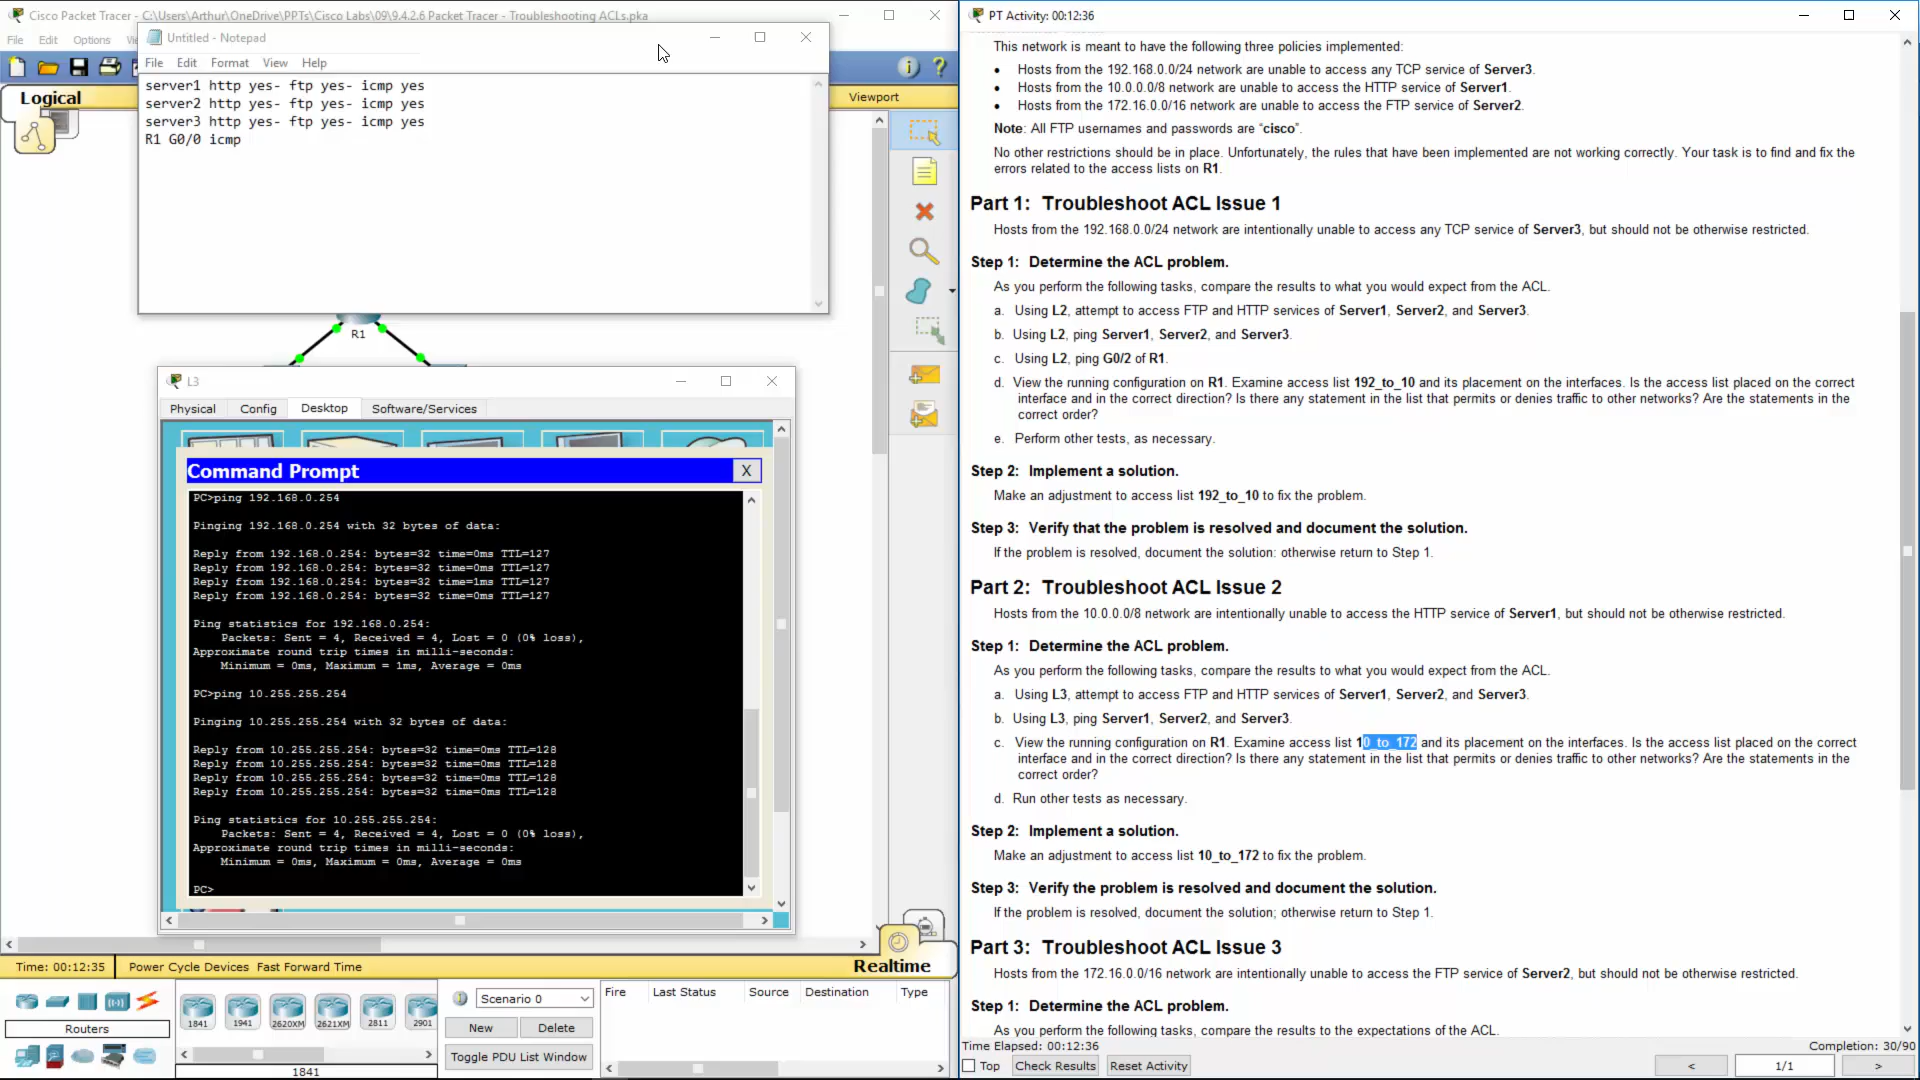 Cisco Packet Tracer - C:\Users\Arthur\OneDrive\PPTs\Cisco Labs\09\9.4.2.6 Packet Tracer - Troubleshooting ACLs.pka
File Edit Options
Untitled - Notepad
File Edit Format View Help
server1 http yes- ftp yes- icmp yes
server2 http yes- ftp yes- icmp yes
server3 http yes- ftp yes- icmp yes
R1 G0/0 icmp
Logical
Viewport
R1
L3
Physical Config Desktop Software/Services
Command Prompt X
PC>ping 192.168.0.254
Pinging 192.168.0.254 with 32 bytes of data:
Reply from 192.168.0.254: bytes=32 time=0ms TTL=127
Reply from 192.168.0.254: bytes=32 time=0ms TTL=127
Reply from 192.168.0.254: bytes=32 time=1ms TTL=127
Reply from 192.168.0.254: bytes=32 time=0ms TTL=127
Ping statistics for 192.168.0.254:
Packets: Sent = 4, Received = 4, Lost = 0 (0% loss),
Approximate round trip times in milli-seconds:
Minimum = 0ms, Maximum = 1ms, Average = 0ms
PC>ping 10.255.255.254
Pinging 10.255.255.254 with 32 bytes of data:
Reply from 10.255.255.254: bytes=32 time=0ms TTL=128
Reply from 10.255.255.254: bytes=32 time=0ms TTL=128
Reply from 10.255.255.254: bytes=32 time=0ms TTL=128
Reply from 10.255.255.254: bytes=32 time=0ms TTL=128
Ping statistics for 10.255.255.254:
Packets: Sent = 4, Received = 4, Lost = 0 (0% loss),
Approximate round trip times in milli-seconds:
Minimum = 0ms, Maximum = 0ms, Average = 0ms
PC>
Time: 00:12:35 Power Cycle Devices Fast Forward Time Realtime
Routers
1841 1941 2620XM 2621XM 2811 2901
1841
Scenario 0
New Delete
Toggle PDU List Window
Fire Last Status Source Destination Type
PT Activity: 00:12:36
This network is meant to have the following three policies implemented:
• Hosts from the 192.168.0.0/24 network are unable to access any TCP service of Server3.
• Hosts from the 10.0.0.0/8 network are unable to access the HTTP service of Server1.
• Hosts from the 172.16.0.0/16 network are unable to access the FTP service of Server2.
Note: All FTP usernames and passwords are “cisco”.
No other restrictions should be in place. Unfortunately, the rules that have been implemented are not working correctly. Your task is to find and fix the
errors related to the access lists on R1.
Part 1: Troubleshoot ACL Issue 1
Hosts from the 192.168.0.0/24 network are intentionally unable to access any TCP service of Server3, but should not be otherwise restricted.
Step 1: Determine the ACL problem.
As you perform the following tasks, compare the results to what you would expect from the ACL.
a. Using L2, attempt to access FTP and HTTP services of Server1, Server2, and Server3.
b. Using L2, ping Server1, Server2, and Server3.
c. Using L2, ping G0/2 of R1.
d. View the running configuration on R1. Examine access list 192_to_10 and its placement on the interfaces. Is the access list placed on the correct
interface and in the correct direction? Is there any statement in the list that permits or denies traffic to other networks? Are the statements in the
correct order?
e. Perform other tests, as necessary.
Step 2: Implement a solution.
Make an adjustment to access list 192_to_10 to fix the problem.
Step 3: Verify that the problem is resolved and document the solution.
If the problem is resolved, document the solution: otherwise return to Step 1.
Part 2: Troubleshoot ACL Issue 2
Hosts from the 10.0.0.0/8 network are intentionally unable to access the HTTP service of Server1, but should not be otherwise restricted.
Step 1: Determine the ACL problem.
As you perform the following tasks, compare the results to what you would expect from the ACL.
a. Using L3, attempt to access FTP and HTTP services of Server1, Server2, and Server3.
b. Using L3, ping Server1, Server2, and Server3.
c. View the running configuration on R1. Examine access list 10_to_172 and its placement on the interfaces. Is the access list placed on the correct
interface and in the correct direction? Is there any statement in the list that permits or denies traffic to other networks? Are the statements in the
correct order?
d. Run other tests as necessary.
Step 2: Implement a solution.
Make an adjustment to access list 10_to_172 to fix the problem.
Step 3: Verify the problem is resolved and document the solution.
If the problem is resolved, document the solution; otherwise return to Step 1.
Part 3: Troubleshoot ACL Issue 3
Hosts from the 172.16.0.0/16 network are intentionally unable to access the FTP service of Server2, but should not be otherwise restricted.
Step 1: Determine the ACL problem.
As you perform the following tasks, compare the results to the expectations of the ACL.
Time Elapsed: 00:12:36 Completion: 30/90
Top Check Results Reset Activity < 1/1 >